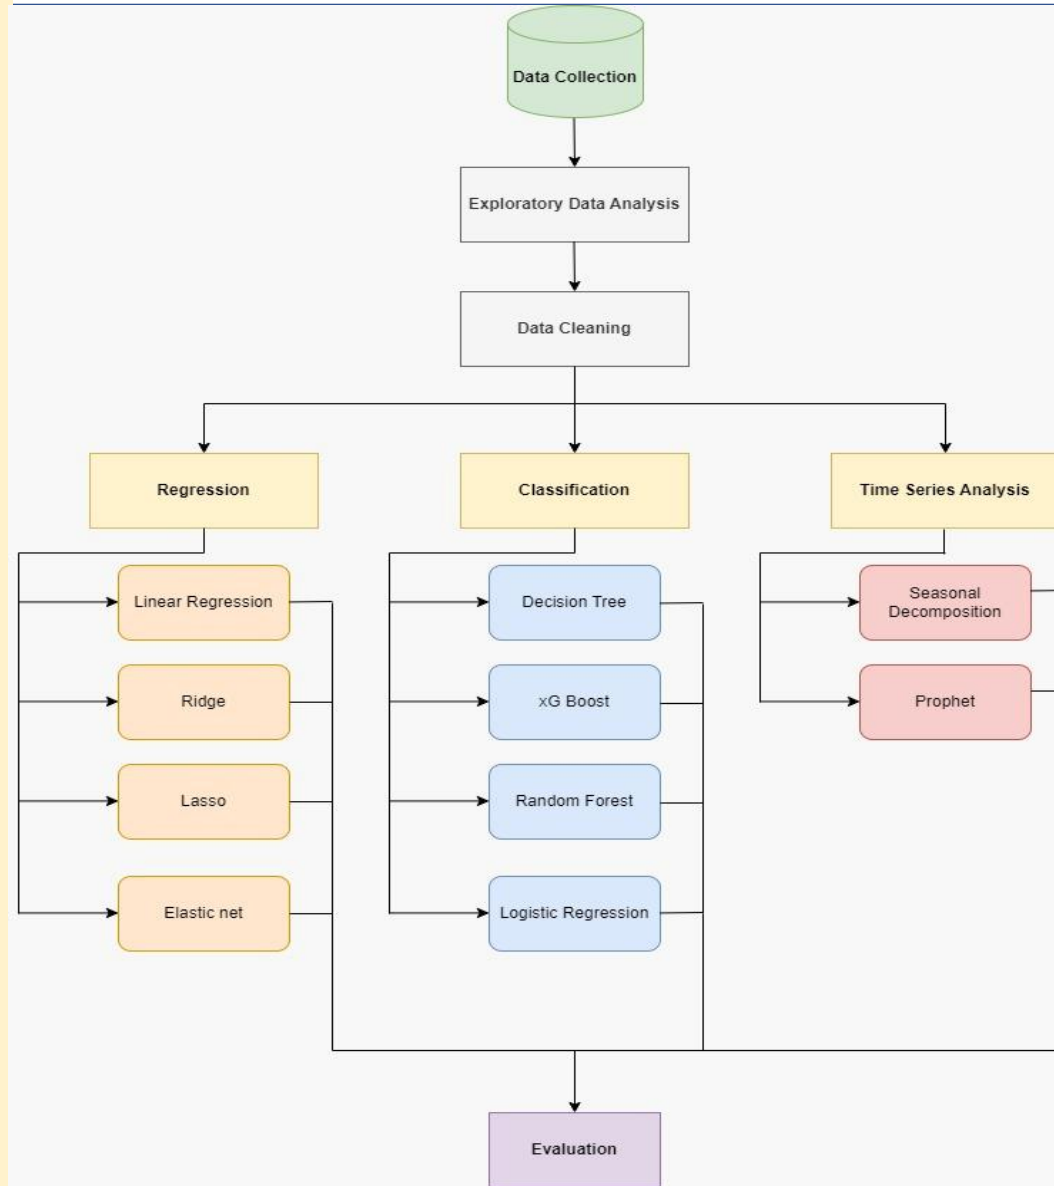 Data Collection
Exploratory Data Analysis
Data Cleaning
Regression
Classification
Time Series Analysis
Linear Regression
Decision Tree
Seasonal
Decomposition
Ridge
xG Boost
Prophet
Lasso
Random Forest
Elastic net
Logistic Regression
Evaluation